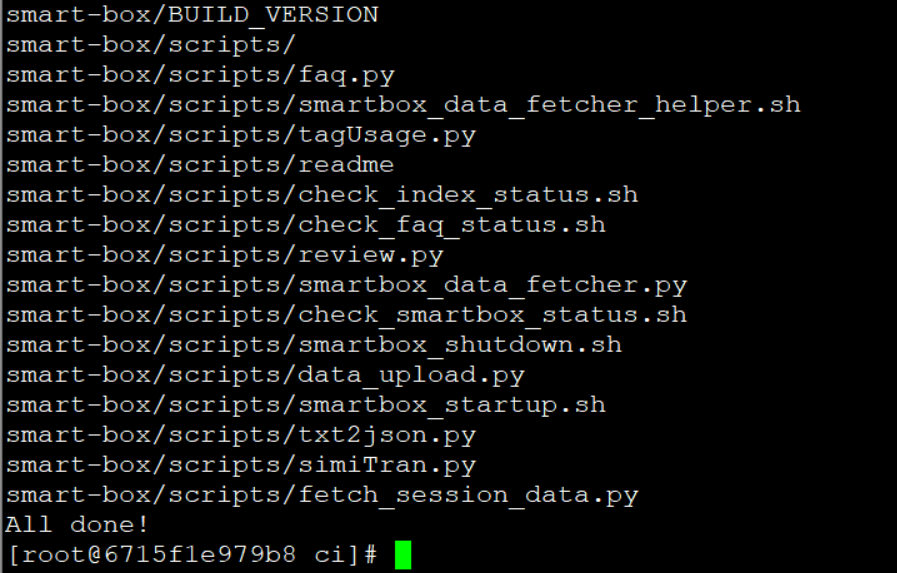 smart-box/BUILD_VERSION
smart-box/scripts/
smart-box/scripts/faq.py
smart-box/scripts/smartbox_data_fetcher_helper.sh
smart-box/scripts/tagUsage.py
smart-box/scripts/readme
smart-box/scripts/check_index_status.sh
smart-box/scripts/check_faq_status.sh
smart-box/scripts/review.py
smart-box/scripts/smartbox_data_fetcher.py
smart-box/scripts/check_smartbox_status.sh
smart-box/scripts/smartbox_shutdown.sh
smart-box/scripts/data_upload.py
smart-box/scripts/smartbox_startup.sh
smart-box/scripts/txt2json.py
smart-box/scripts/simiTran.py
smart-box/scripts/fetch_session_data.py
All done!
[root@6715f1e979b8 ci]#